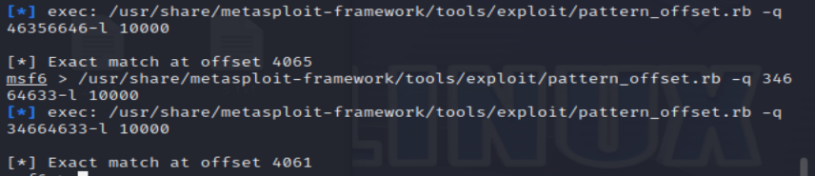 [*] exec: /usr/share/metasploit-framework/tools/exploit/pattern_offset.rb -q
46356646-l 10000
[*] Exact match at offset 4065
msf6 > /usr/share/metasploit-framework/tools/exploit/pattern_offset.rb -q 346
64633-l 10000
[*] exec: /usr/share/metasploit-framework/tools/exploit/pattern_offset.rb -q
34664633-l 10000
[*] Exact match at offset 4061